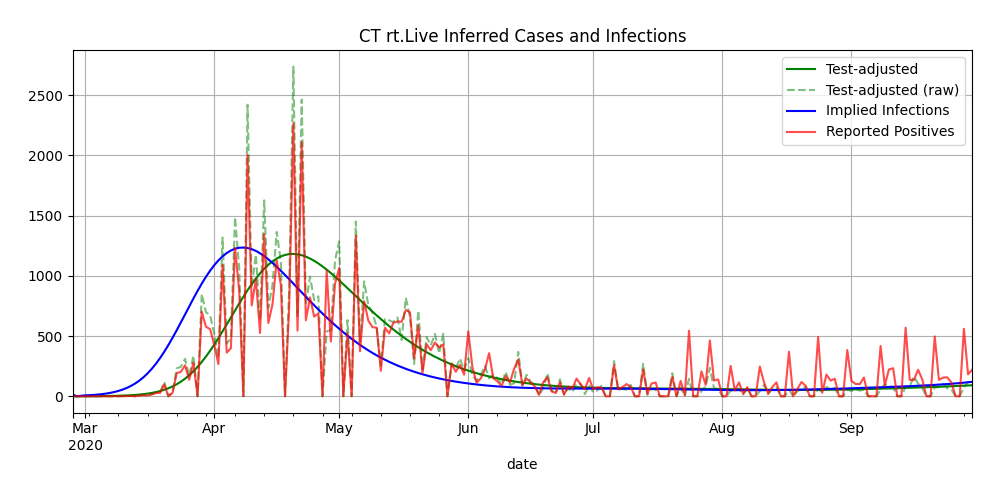 CT rt.Live Inferred Cases and Infections
Test-adjusted
Test-adjusted (raw)
Implied Infections
Reported Positives
2500
2000
1500
1000
500
0
Mar Apr May Jun Jul Aug Sep
2020
date